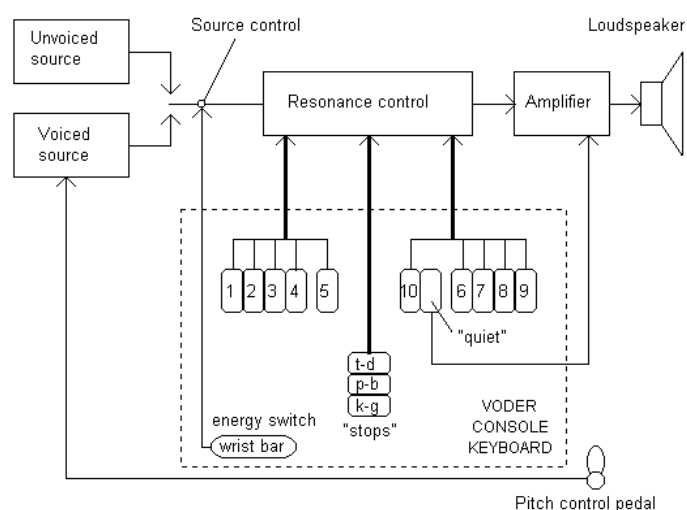 Unvoiced
source
Source control
Loudspeaker
Resonance control
Amplifier
Voiced
source
1 2 3 4 5
10 6 7 8 9
"quiet"
t-d
p-b
k-g
"stops"
energy switch
wrist bar
VODER
CONSOLE
KEYBOARD
Pitch control pedal